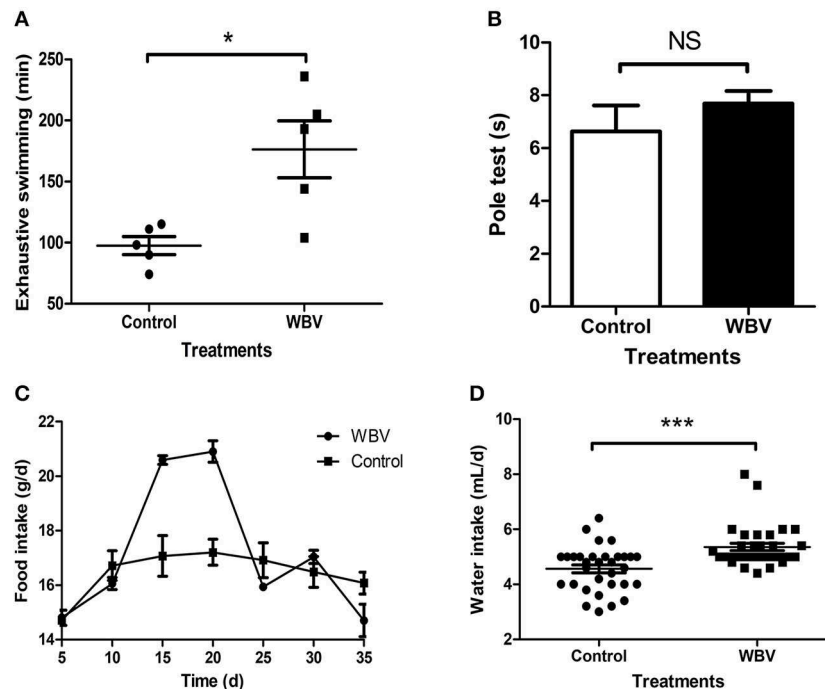 A
*
Exhaustive swimming (min)
250
200
150
100
50
Control
WBV
Treatments
B
NS
Pole test (s)
10
8
6
4
2
0
Control
WBV
Treatments
C
WBV
Control
Food intake (g/d)
22
20
18
16
14
5
10
15
20
25
30
35
Time (d)
D
***
Water intake (mL/d)
10
8
6
4
2
Control
WBV
Treatments